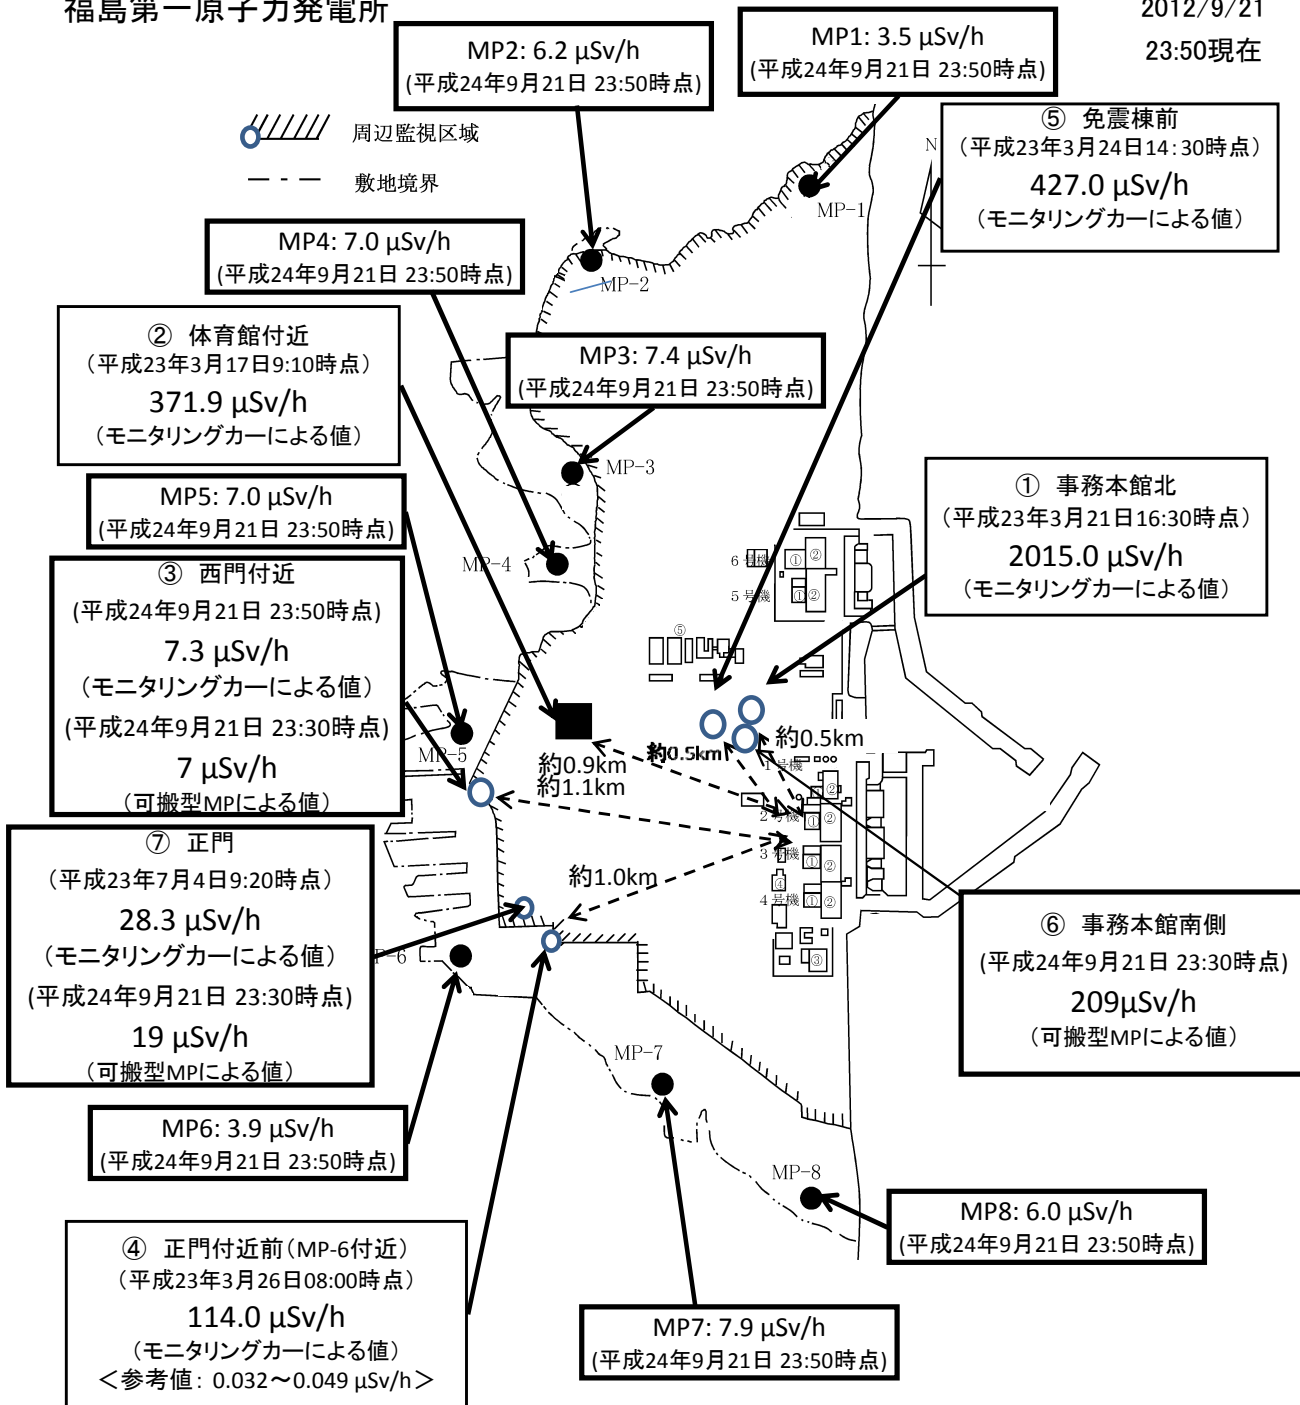 福島第一原子力発電所
2012/9/21
23:50現在
MP2: 6.2 μSv/h
(平成24年9月21日 23:50時点)
MP1: 3.5 μSv/h
(平成24年9月21日 23:50時点)
周辺監視区域
敷地境界
⑤ 免震棟前
(平成23年3月24日14:30時点)
427.0 μSv/h
(モニタリングカーによる値)
N
MP-1
MP4: 7.0 μSv/h
(平成24年9月21日 23:50時点)
MP-2
② 体育館付近
(平成23年3月17日9:10時点)
371.9 μSv/h
(モニタリングカーによる値)
MP3: 7.4 μSv/h
(平成24年9月21日 23:50時点)
MP-3
MP5: 7.0 μSv/h
(平成24年9月21日 23:50時点)
① 事務本館北
(平成23年3月21日16:30時点)
2015.0 μSv/h
(モニタリングカーによる値)
MP-4
6号機
①
②
5号機
①
②
③ 西門付近
(平成24年9月21日 23:50時点)
7.3 μSv/h
(モニタリングカーによる値)
(平成24年9月21日 23:30時点)
7 μSv/h
(可搬型MPによる値)
⑤
MP-5
約0.9km
約1.1km
約0.5km
約0.5km
1号機
②
2号機
①
②
3号機
①
②
④
4号機
①
②
③
約1.0km
⑦ 正門
(平成23年7月4日9:20時点)
28.3 μSv/h
(モニタリングカーによる値)
(平成24年9月21日 23:30時点)
19 μSv/h
(可搬型MPによる値)
P-6
⑥ 事務本館南側
(平成24年9月21日 23:30時点)
209μSv/h
(可搬型MPによる値)
MP-7
MP6: 3.9 μSv/h
(平成24年9月21日 23:50時点)
MP-8
MP8: 6.0 μSv/h
(平成24年9月21日 23:50時点)
④ 正門付近前(MP-6付近)
(平成23年3月26日08:00時点)
114.0 μSv/h
(モニタリングカーによる値)
<参考値: 0.032～0.049 μSv/h>
MP7: 7.9 μSv/h
(平成24年9月21日 23:50時点)